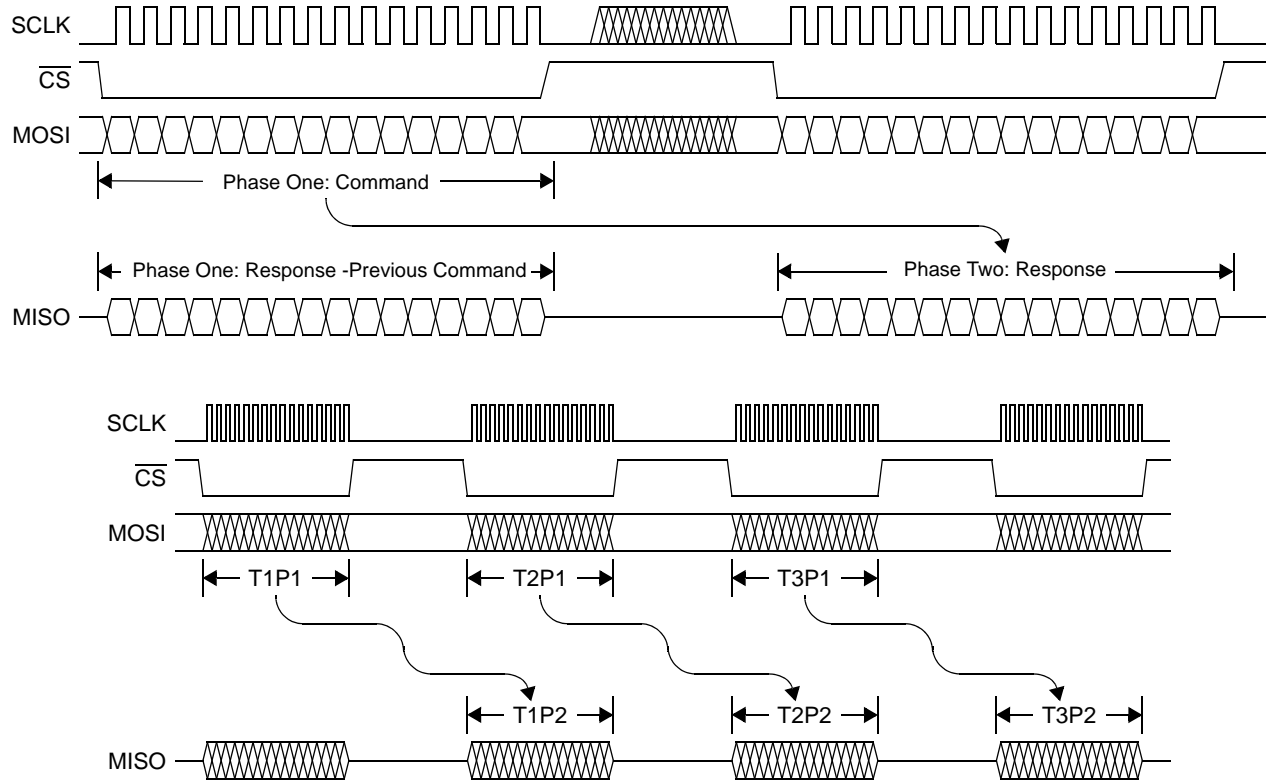 SCLK
CS
MOSI
Phase One: Command
Phase One: Response -Previous Command
Phase Two: Response
MISO
SCLK
CS
MOSI
T1P1
T2P1
T3P1
T1P2
T2P2
T3P2
MISO